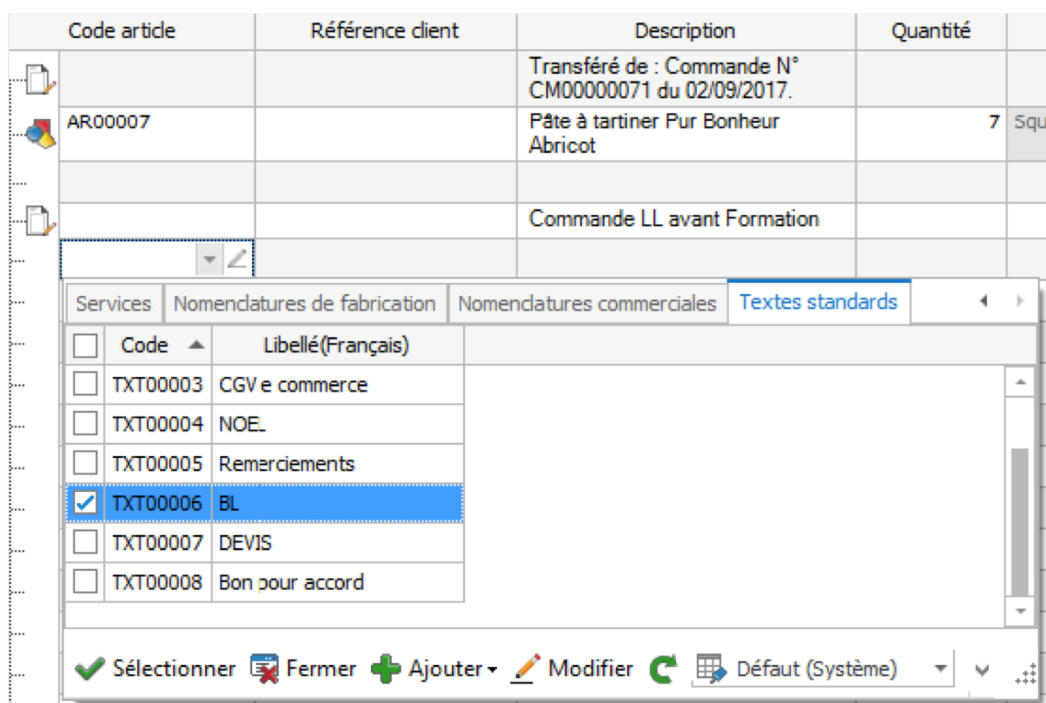 Code article Référence client Description Quantité
Transféré de : Commande N°
CM00000071 du 02/09/2017.
AR00007 Pâte à tartiner Pur Bonheur 7 Squ
Abricot
Commande LL avant Formation
Services Nomenclatures de fabrication Nomenclatures commerciales Textes standards
Code Libellé(Français)
TXT00003 CGV e commerce
TXT00004 NOEL
TXT00005 Remerciements
TXT00006 BL
TXT00007 DEVIS
TXT00008 Bon pour accord
Sélectionner Fermer Ajouter Modifier Défaut (Système)